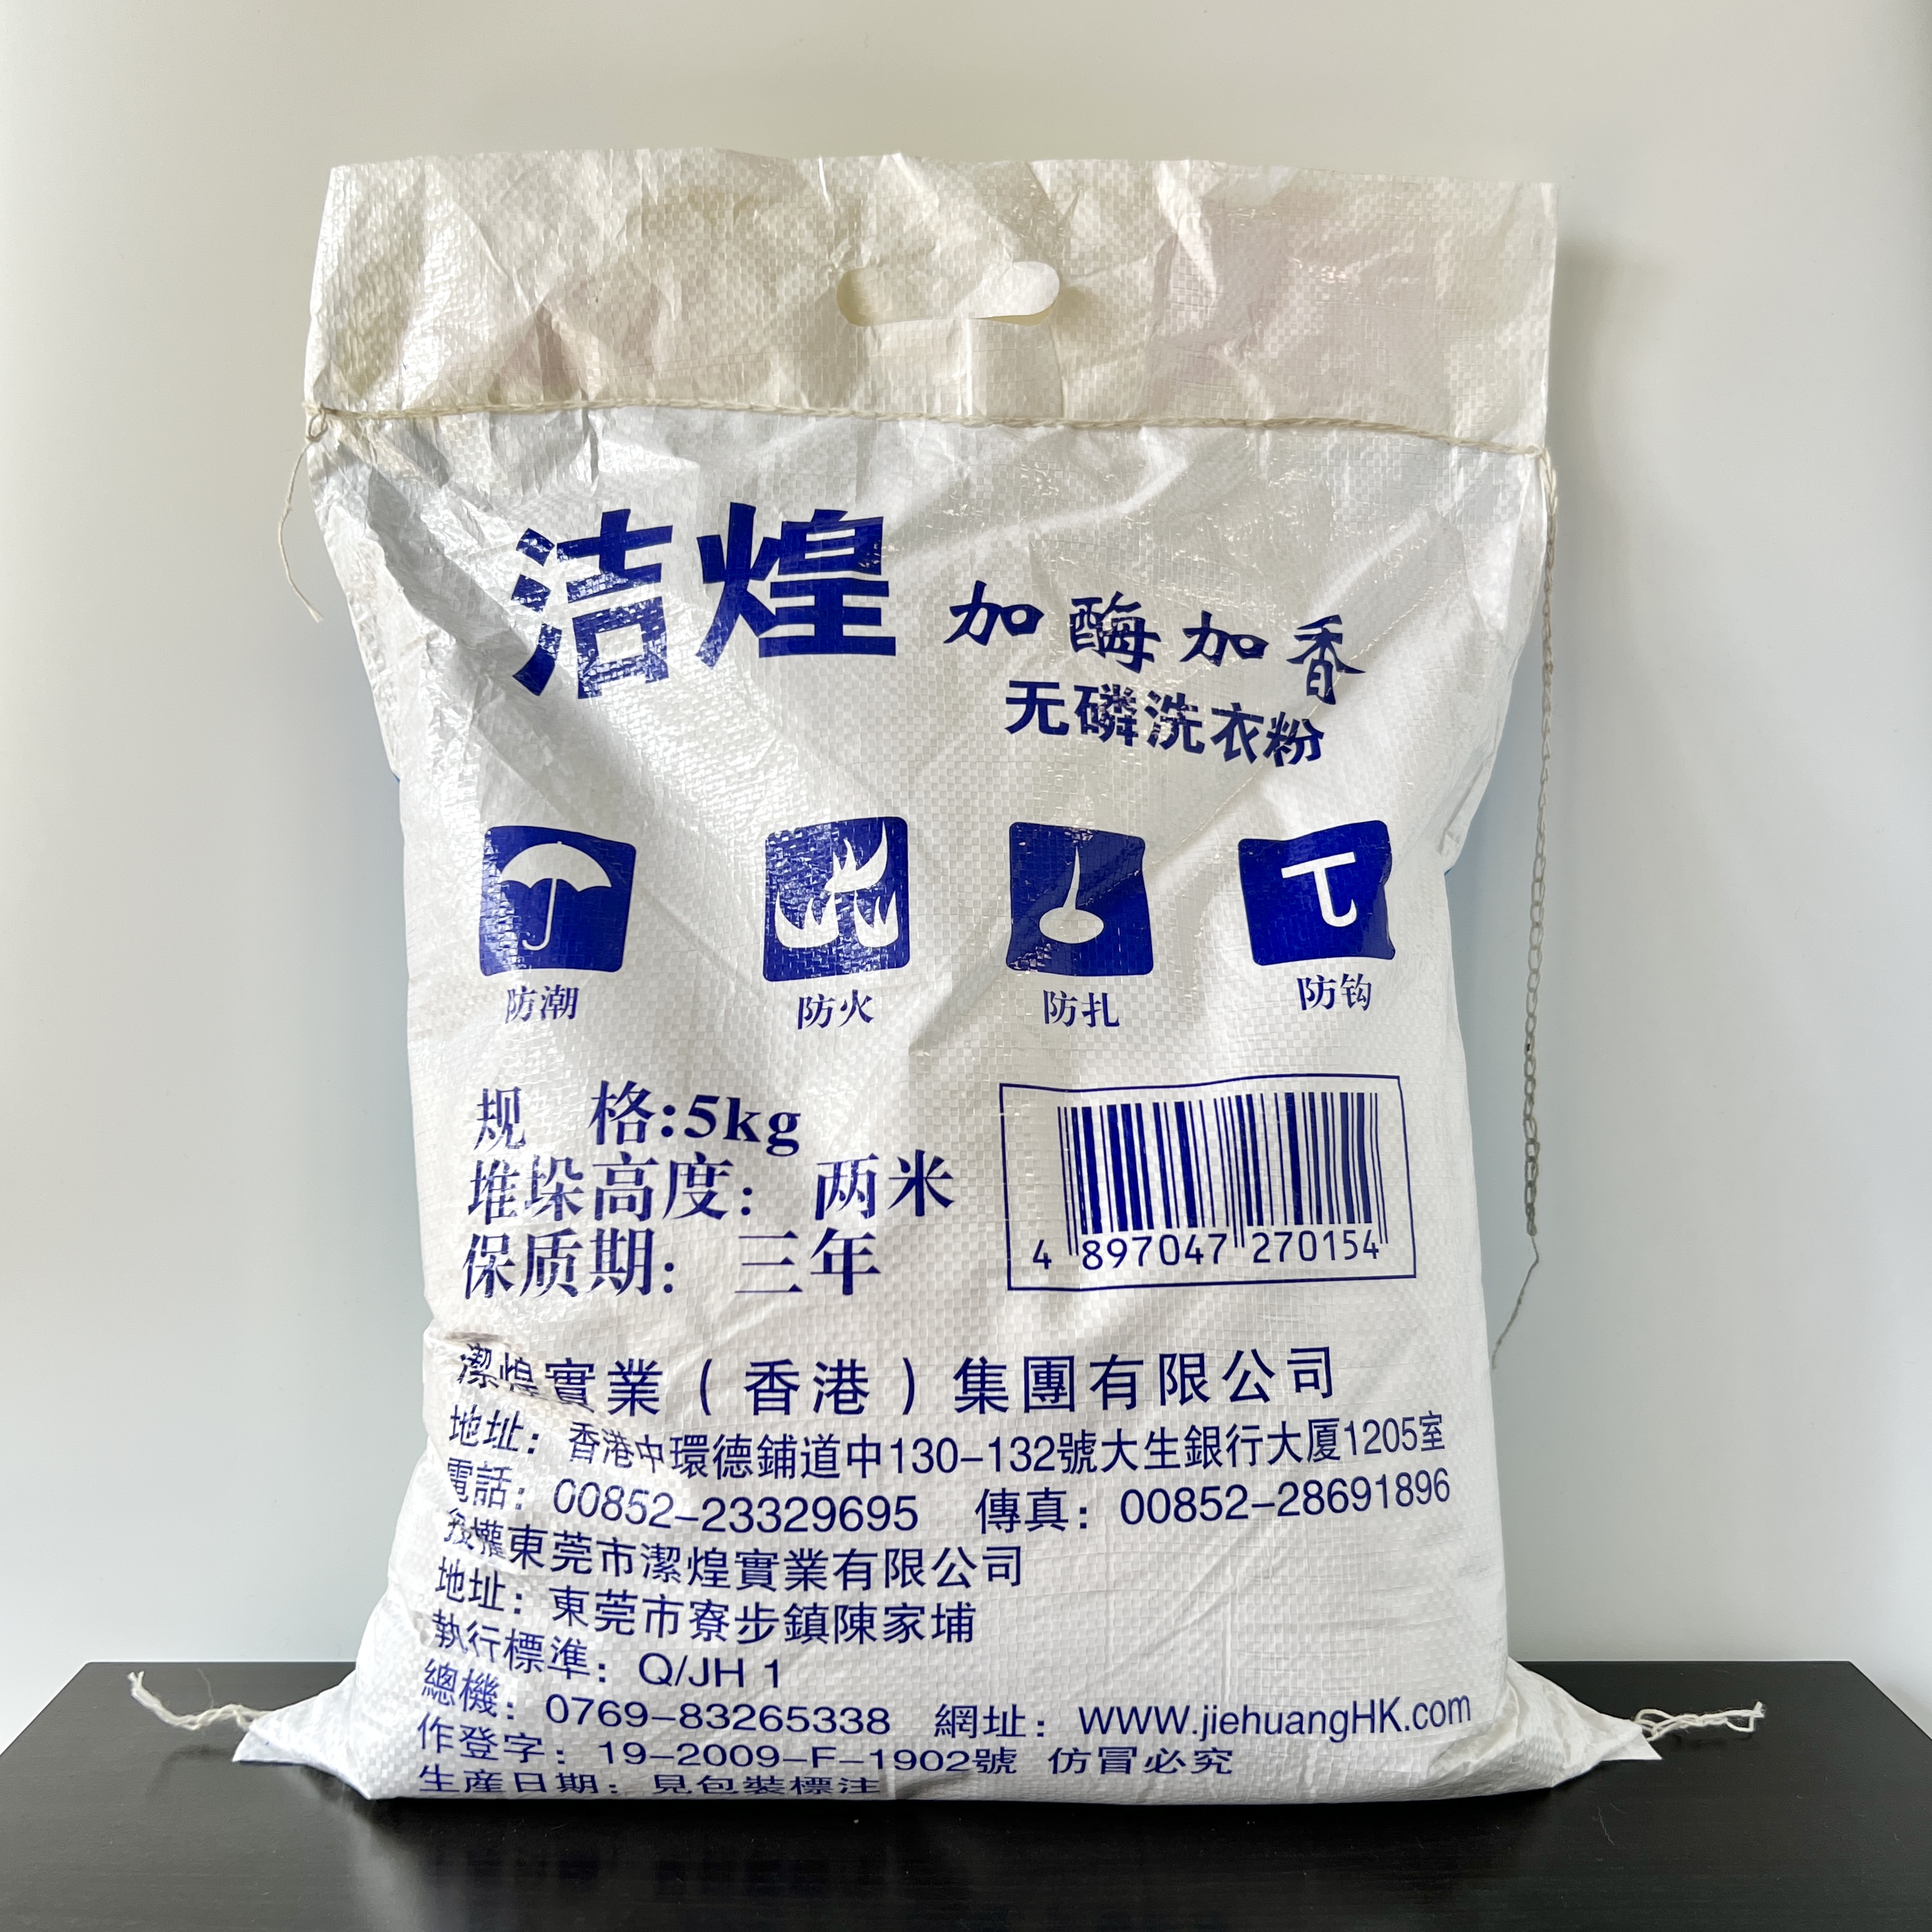 洁煌 加酶加香
无磷洗衣粉
防潮 防火 防扎 防钩
规 格:5kg
堆垛高度: 两米
保质期: 三年
4 897047 270154
潔煌實業(香港)集團有限公司
地址: 香港中環德鋪道中130-132號大生銀行大厦1205室
電話: 00852-23329695 傳真: 00852-28691896
東莞市潔煌實業有限公司
地址: 東莞市寮步鎮陳家埔
執行標準: Q/JH 1
總機: 0769-83265338 網址: WWW.jiehuangHK.com
作登字: 19-2009-F-1902號 仿冒必究
生産日期: 見包裝標注